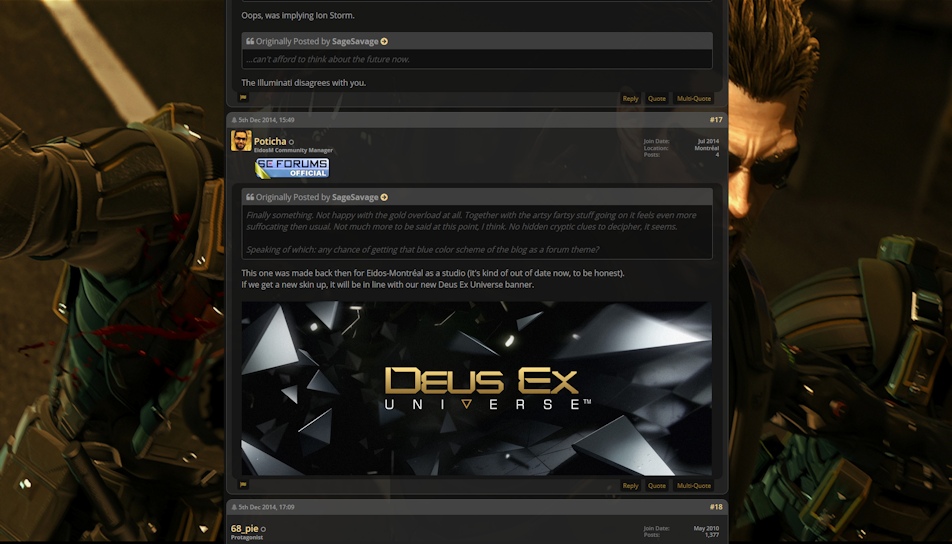 Oops, was implying Ion Storm.
Originally Posted by SageSavage
...can't afford to think about the future now.
The Illuminati disagrees with you.
Reply Quote Multi-Quote
5th Dec 2014, 15:49 #17
Poticha
EidosM Community Manager
SE FORUMS
OFFICIAL
Join Date: Jul 2014
Location: Montréal
Posts: 4
Originally Posted by SageSavage
Finally something. Not happy with the gold overload at all. Together with the artsy fartsy stuff going on it feels even more
suffocating then usual. Not much more to be said at this point, I think. No hidden cryptic clues to decipher, it seems.
Speaking of which: any chance of getting that blue color scheme of the blog as a forum theme?
This one was made back then for Eidos-Montréal as a studio (it's kind of out of date now, to be honest).
If we get a new skin up, it will be in line with our new Deus Ex Universe banner.
DEUS EX
UNIVERSE™
Reply Quote Multi-Quote
5th Dec 2014, 17:09 #18
68_pie
Protagonist
Join Date: May 2010
Posts: 1,377